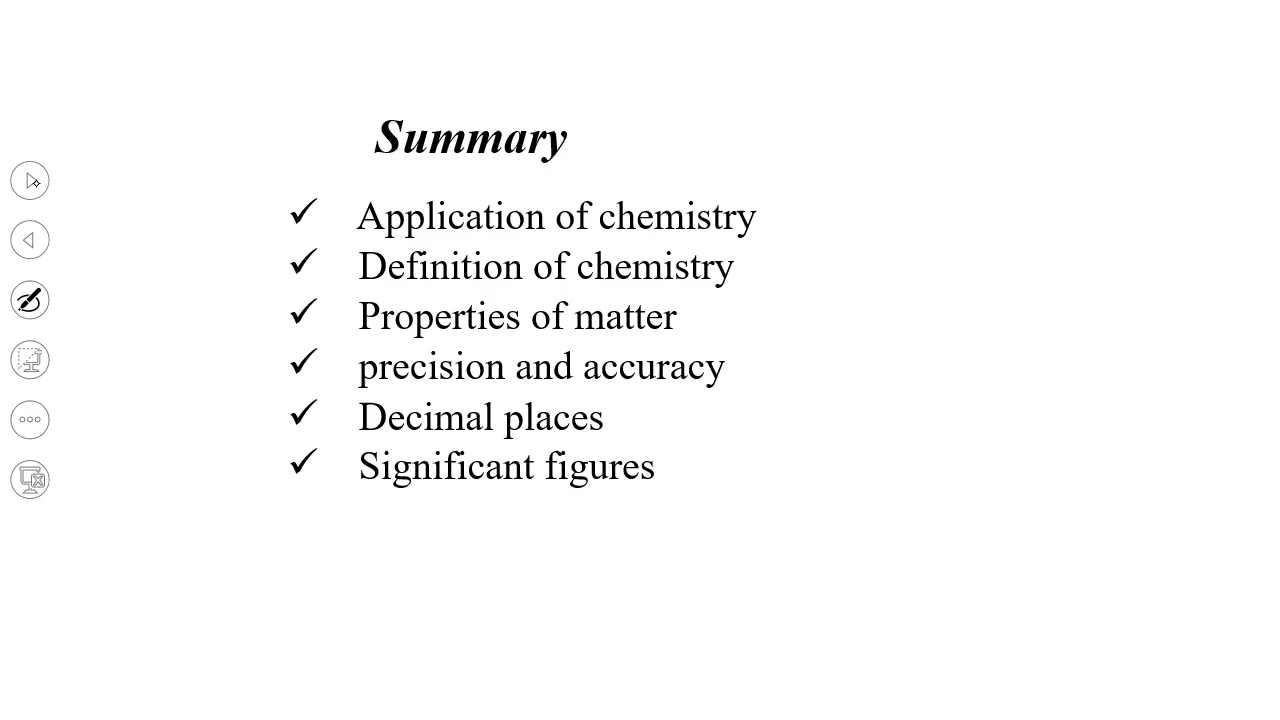 Summary
✓ Application of chemistry
✓ Definition of chemistry
✓ Properties of matter
✓ precision and accuracy
✓ Decimal places
✓ Significant figures